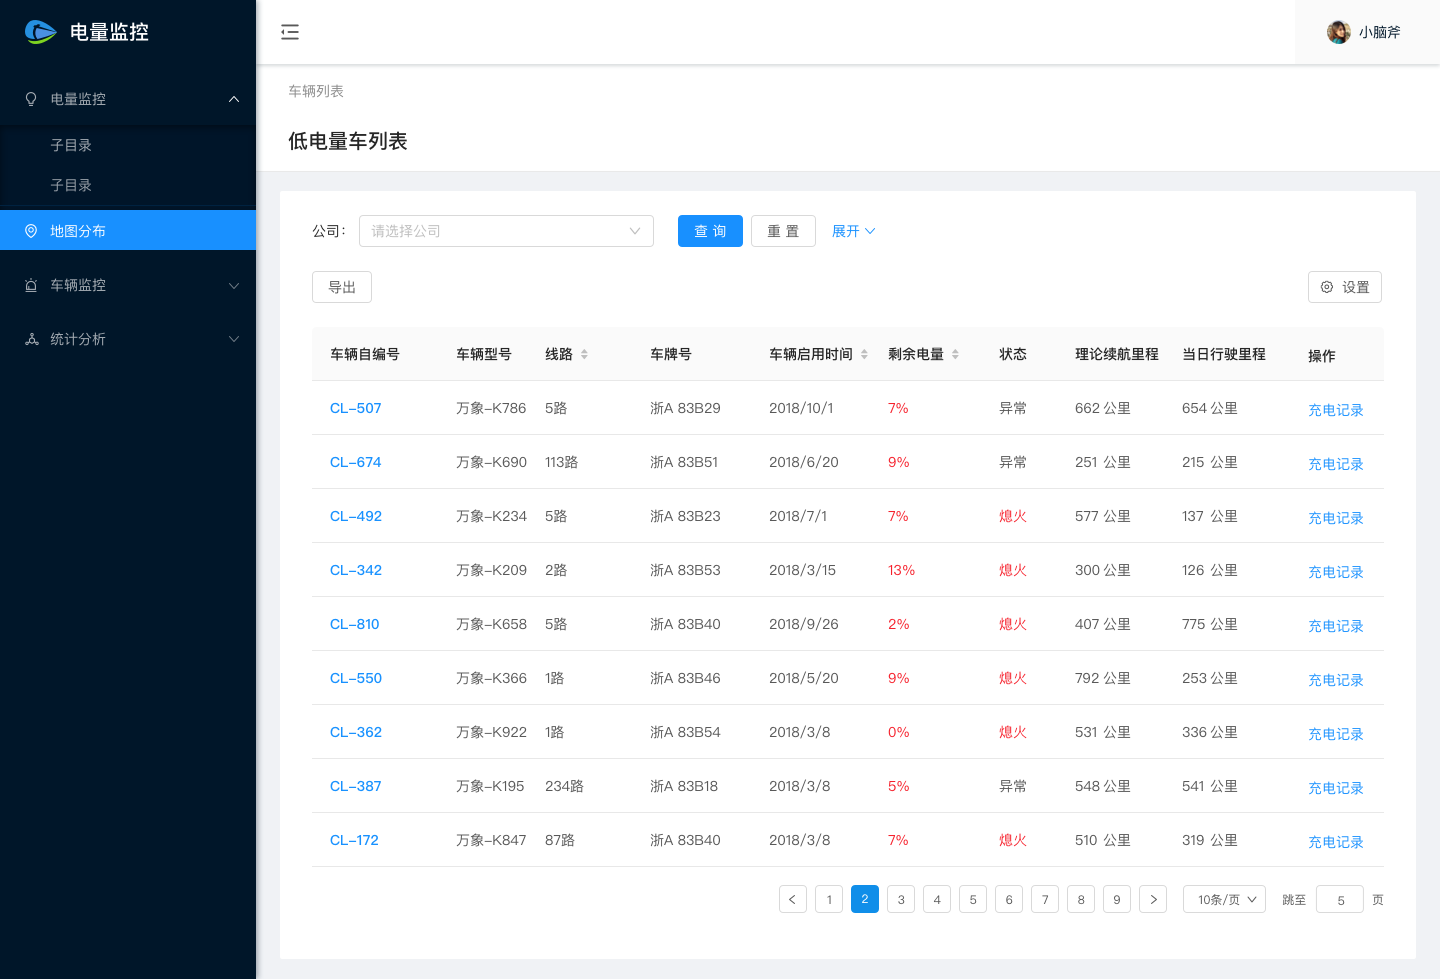 电量监控
小脑斧
电量监控
子目录
子目录
地图分布
车辆监控
统计分析
车辆列表
低电量车列表
公司: 请选择公司 查 询 重 置 展开
导出 设置
车辆自编号 车辆型号 线路 车牌号 车辆启用时间 剩余电量 状态 理论续航里程 当日行驶里程 操作
CL-507 万象-K786 5路 浙A 83B29 2018/10/1 7% 异常 662 公里 654 公里 充电记录
CL-674 万象-K690 113路 浙A 83B51 2018/6/20 9% 异常 251 公里 215 公里 充电记录
CL-492 万象-K234 5路 浙A 83B23 2018/7/1 7% 熄火 577 公里 137 公里 充电记录
CL-342 万象-K209 2路 浙A 83B53 2018/3/15 13% 熄火 300 公里 126 公里 充电记录
CL-810 万象-K658 5路 浙A 83B40 2018/9/26 2% 熄火 407 公里 775 公里 充电记录
CL-550 万象-K366 1路 浙A 83B46 2018/5/20 9% 熄火 792 公里 253 公里 充电记录
CL-362 万象-K922 1路 浙A 83B54 2018/3/8 0% 熄火 531 公里 336 公里 充电记录
CL-387 万象-K195 234路 浙A 83B18 2018/3/8 5% 异常 548 公里 541 公里 充电记录
CL-172 万象-K847 87路 浙A 83B40 2018/3/8 7% 熄火 510 公里 319 公里 充电记录
1 2 3 4 5 6 7 8 9 10条/页 跳至 5 页